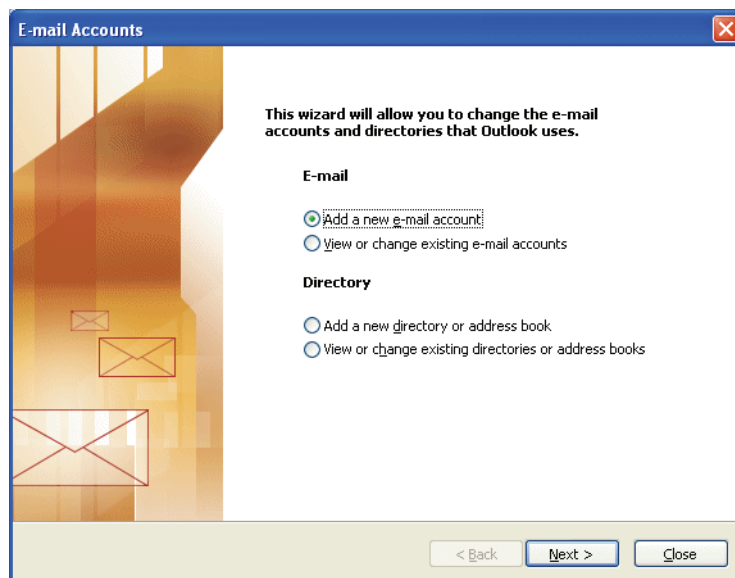 E-mail Accounts
This wizard will allow you to change the e-mail
accounts and directories that Outlook uses.
E-mail
Add a new e-mail account
View or change existing e-mail accounts
Directory
Add a new directory or address book
View or change existing directories or address books
< Back Next > Close